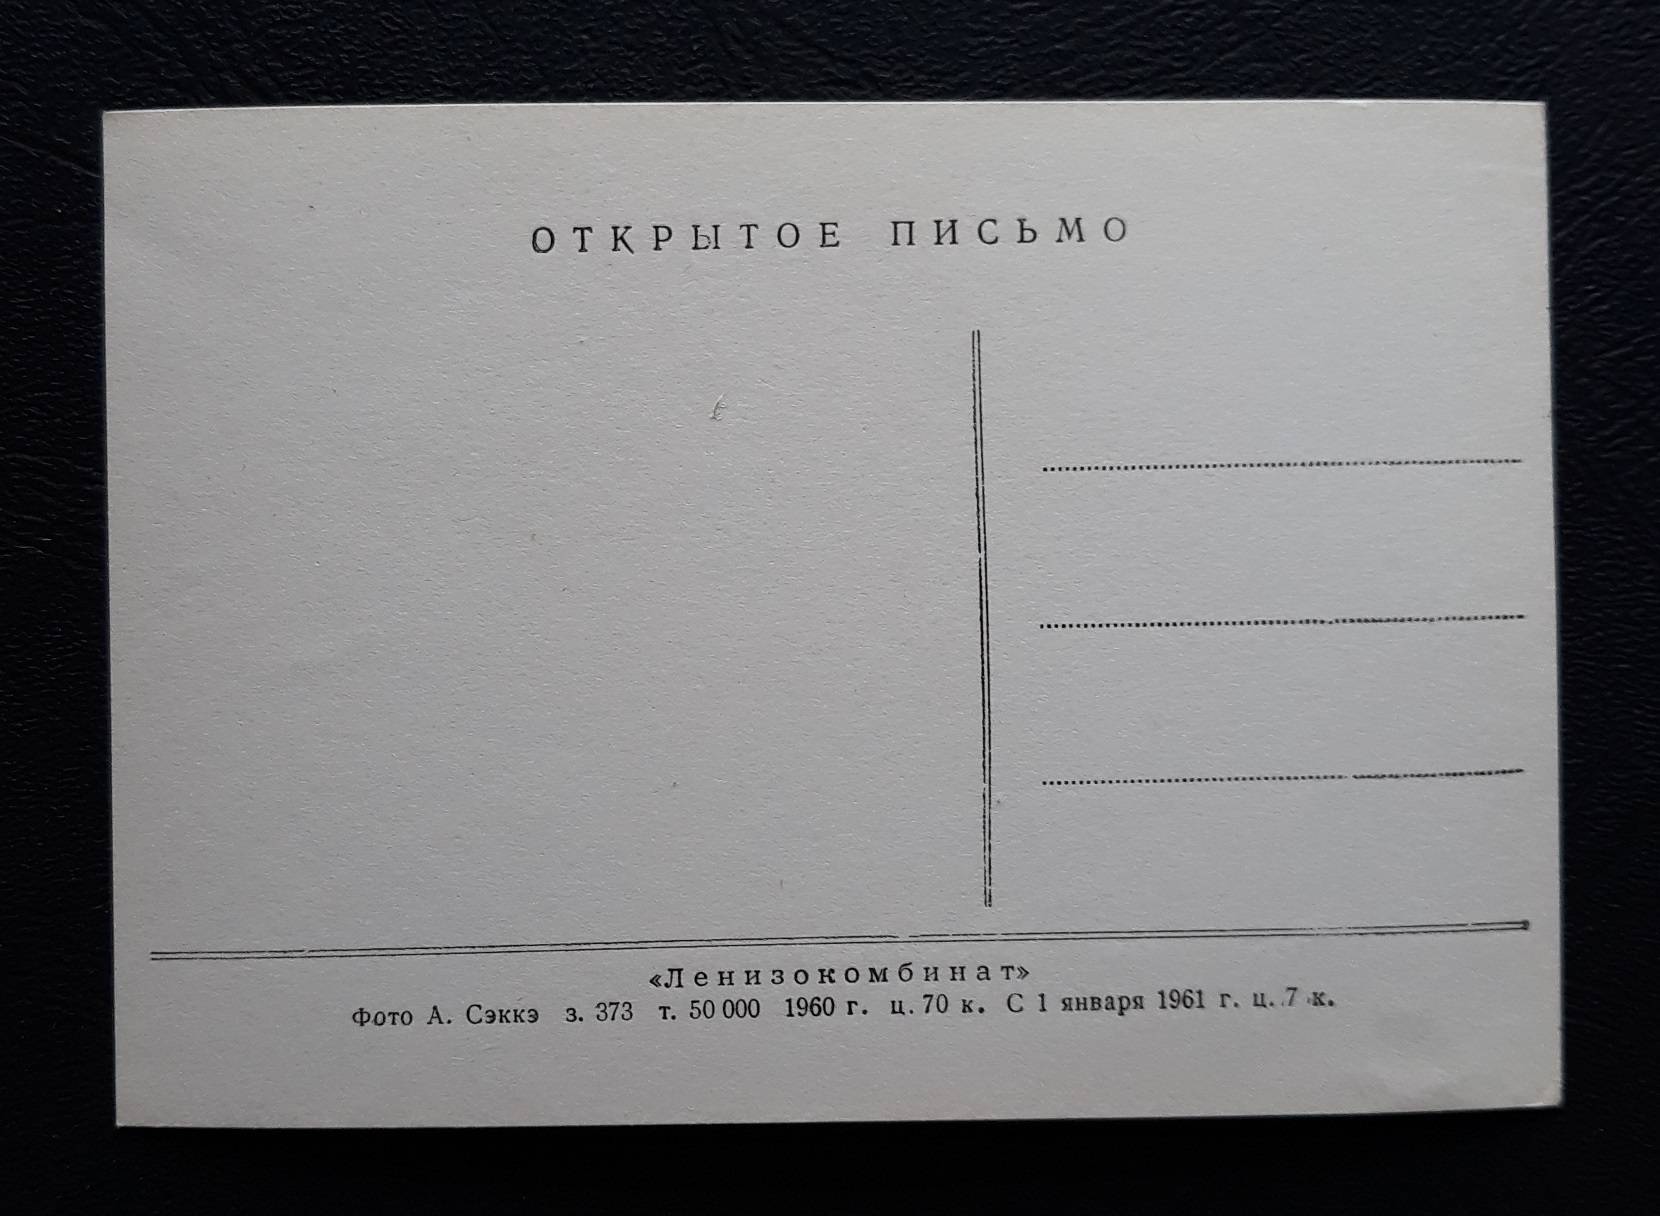 ОТКРЫТОЕ ПИСЬМО
«Ленизокомбинат»
Фото А. Сэккэ з. 373 т. 50 000 1960 г. ц. 70 к. С 1 января 1961 г. ц. 7 к.